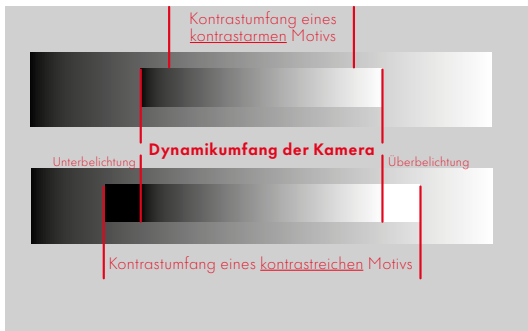 Kontrastumfang eines
kontrastarmen Motivs
Dynamikumfang der Kamera
Unterbelichtung
Überbelichtung
Kontrastumfang eines kontrastreichen Motivs